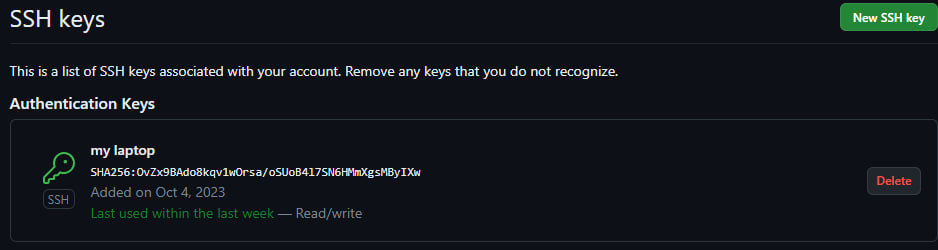 SSH keys
New SSH key
This is a list of SSH keys associated with your account. Remove any keys that you do not recognize.
Authentication Keys
my laptop
SHA256:OvZx9BAdo8kqv1wOrsa/oSUoB4l7SN6HMmXgsMByIXw
SSH
Added on Oct 4, 2023
Last used within the last week — Read/write
Delete